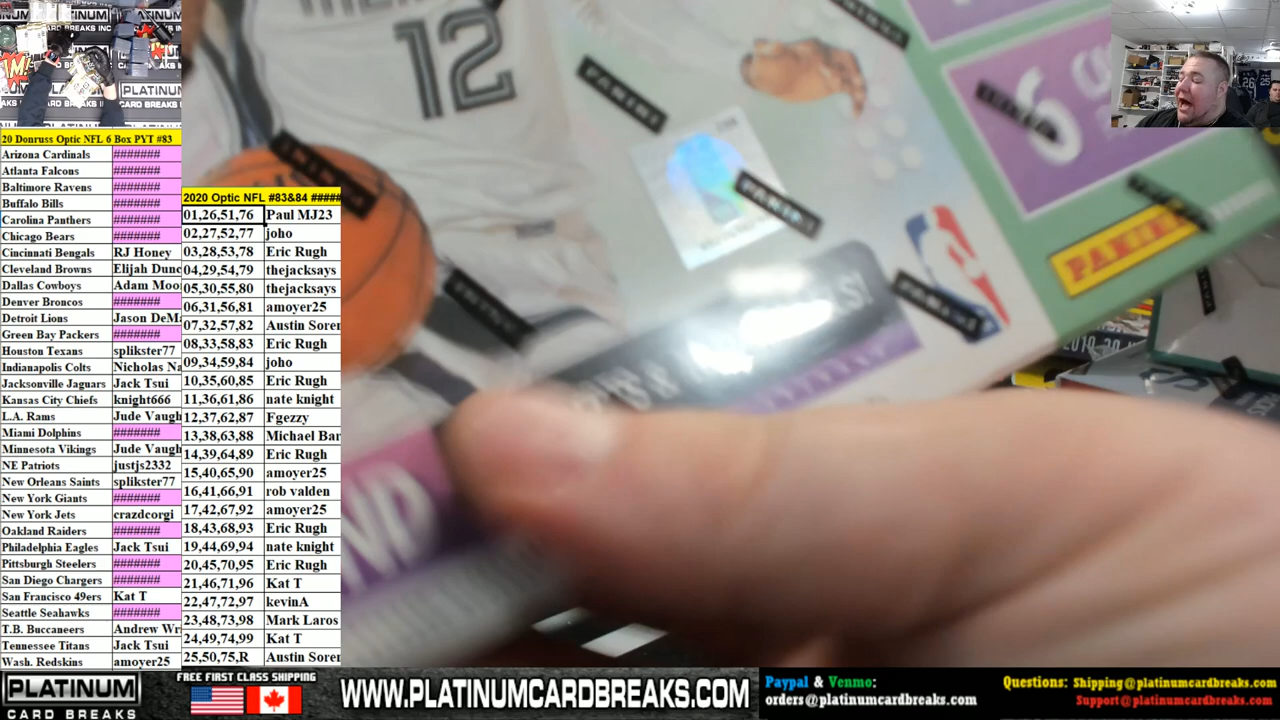 PLATINUM
CARD BREAKS INC
20 Donruss Optic NFL 6 Box PYT #83
Arizona Cardinals #######
Atlanta Falcons #######
Baltimore Ravens #######
Buffalo Bills #######
Carolina Panthers #######
Chicago Bears #######
Cincinnati Bengals RJ Honey
Cleveland Browns Elijah Dunc
Dallas Cowboys Adam Moo
Denver Broncos #######
Detroit Lions Jason DeMa
Green Bay Packers #######
Houston Texans splikster77
Indianapolis Colts Nicholas Na
Jacksonville Jaguars Jack Tsui
Kansas City Chiefs knight666
L.A. Rams Jude Vaugh
Miami Dolphins #######
Minnesota Vikings Jude Vaugh
NE Patriots justjs2332
New Orleans Saints splikster77
New York Giants #######
New York Jets crazdcorgi
Oakland Raiders #######
Philadelphia Eagles Jack Tsui
Pittsburgh Steelers #######
San Diego Chargers #######
San Francisco 49ers Kat T
Seattle Seahawks #######
T.B. Buccaneers Andrew Wr
Tennessee Titans Jack Tsui
Wash. Redskins amoyer25
2020 Optic NFL #83&84 #####
01,26,51,76 Paul MJ23
02,27,52,77 joho
03,28,53,78 Eric Rugh
04,29,54,79 thejacksays
05,30,55,80 thejacksays
06,31,56,81 amoyer25
07,32,57,82 Austin Soren
08,33,58,83 Eric Rugh
09,34,59,84 joho
10,35,60,85 Eric Rugh
11,36,61,86 nate knight
12,37,62,87 Fgezzy
13,38,63,88 Michael Bar
14,39,64,89 Eric Rugh
15,40,65,90 amoyer25
16,41,66,91 rob valden
17,42,67,92 amoyer25
18,43,68,93 Eric Rugh
19,44,69,94 nate knight
20,45,70,95 Eric Rugh
21,46,71,96 Kat T
22,47,72,97 kevinA
23,48,73,98 Mark Laros
24,49,74,99 Kat T
25,50,75,R Austin Soren
12
PANINI
PANINI
6
PANINI
PLATINUM
CARD BREAKS
FREE FIRST CLASS SHIPPING
WWW.PLATINUMCARDBREAKS.COM
Paypal & Venmo:
orders@platinumcardbreaks.com
Questions: Shipping@platinumcardbreaks.com
Support@platinumcardbreaks.com